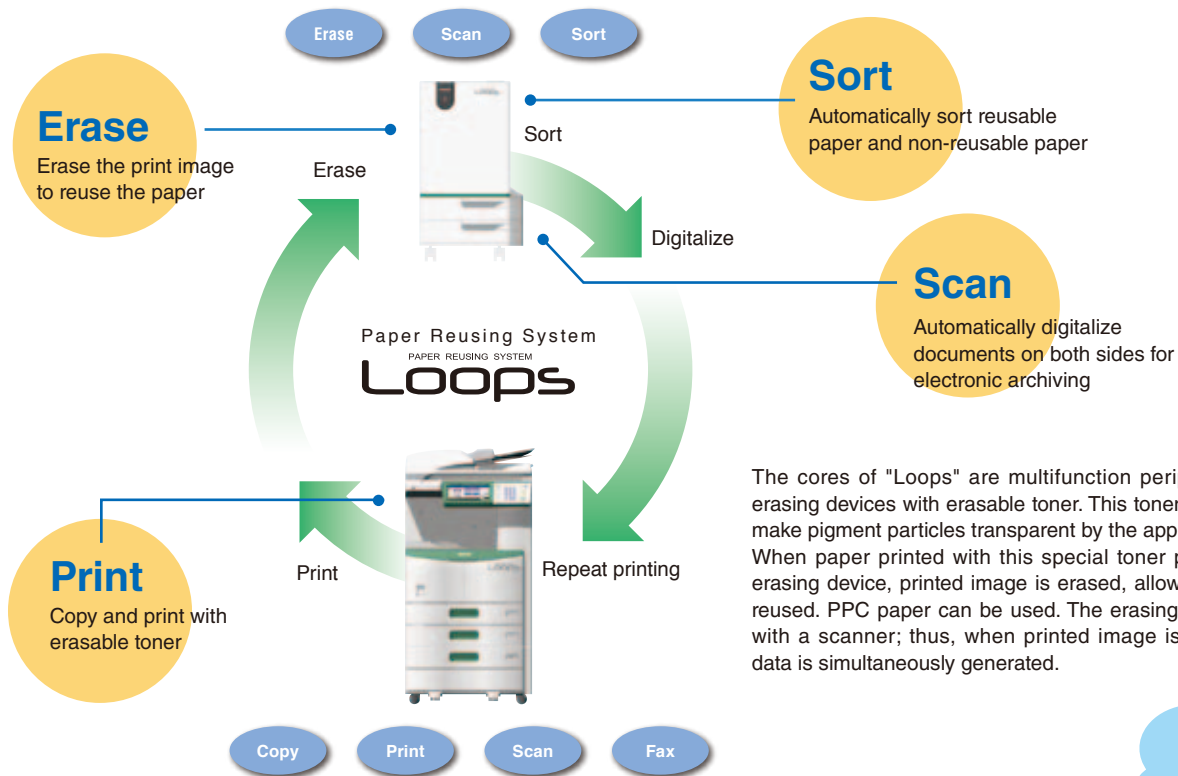 Erase
Scan
Sort
Erase
Erase the print image
to reuse the paper
Sort
Automatically sort reusable
paper and non-reusable paper
Sort
Erase
Digitalize
Scan
Automatically digitalize
documents on both sides for
electronic archiving
Paper Reusing System
PAPER REUSING SYSTEM
Loops
Print
Copy and print with
erasable toner
Print
Repeat printing
The cores of "Loops" are multifunction
erasing devices with erasable toner. This toner
make pigment particles transparent by the
When paper printed with this special toner
erasing device, printed image is erased,
reused. PPC paper can be used. The erasing
with a scanner; thus, when printed image is
data is simultaneously generated.
Copy
Print
Scan
Fax